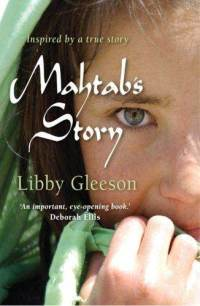 Inspired by a true story
Mahtab's
Story
Libby Gleeson
'An important, eye-opening book.'
Deborah Ellis